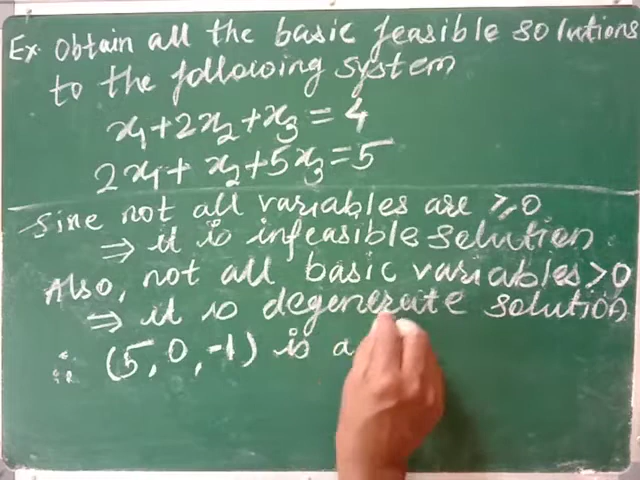 Ex. Obtain all the basic feasible solutions
to the following system
x₁+2x₂+x₃=4
2x₁+x₂+5x₃=5
Sine not all variables are ≥0
⇒ it is infeasible solution.
Also, not all basic variables >0
⇒ it is degenerate solution
∴ (5,0,-1) is a